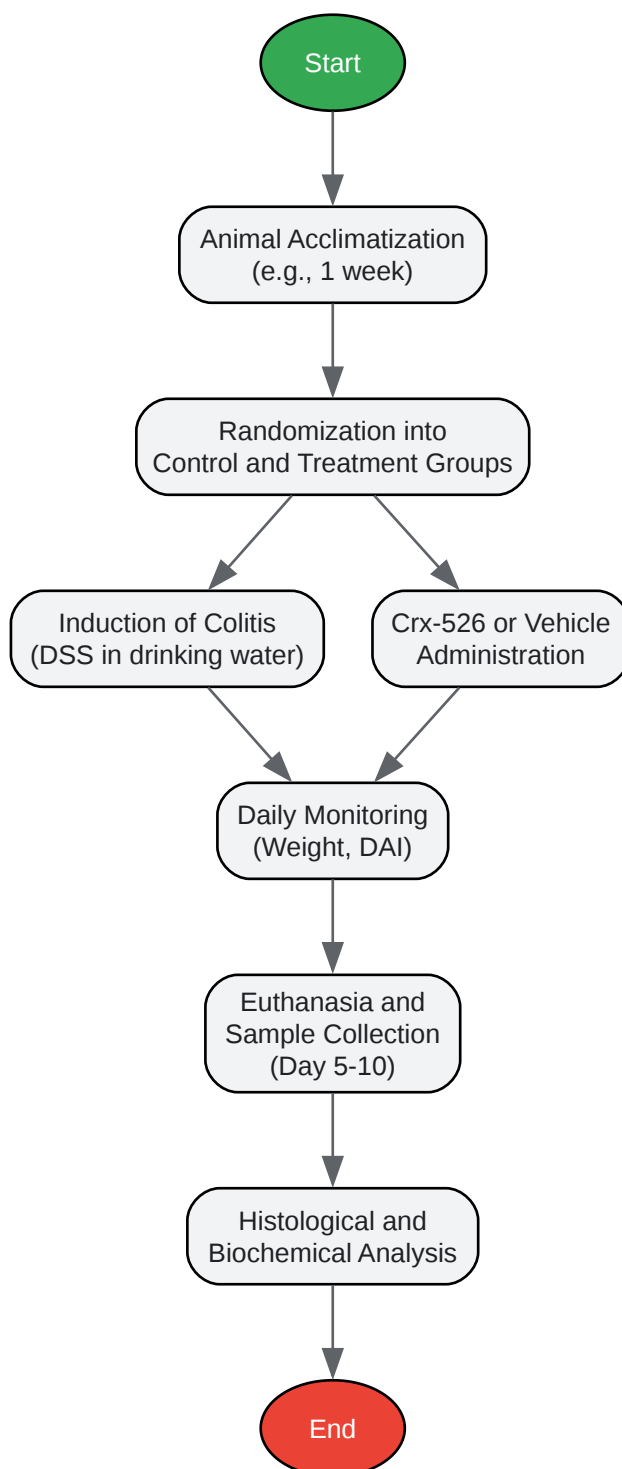 Start
Animal Acclimatization
(e.g., 1 week)
Randomization into
Control and Treatment Groups
Induction of Colitis
(DSS in drinking water)
Crx-526 or Vehicle
Administration
Daily Monitoring
(Weight, DAI)
Euthanasia and
Sample Collection
(Day 5-10)
Histological and
Biochemical Analysis
End